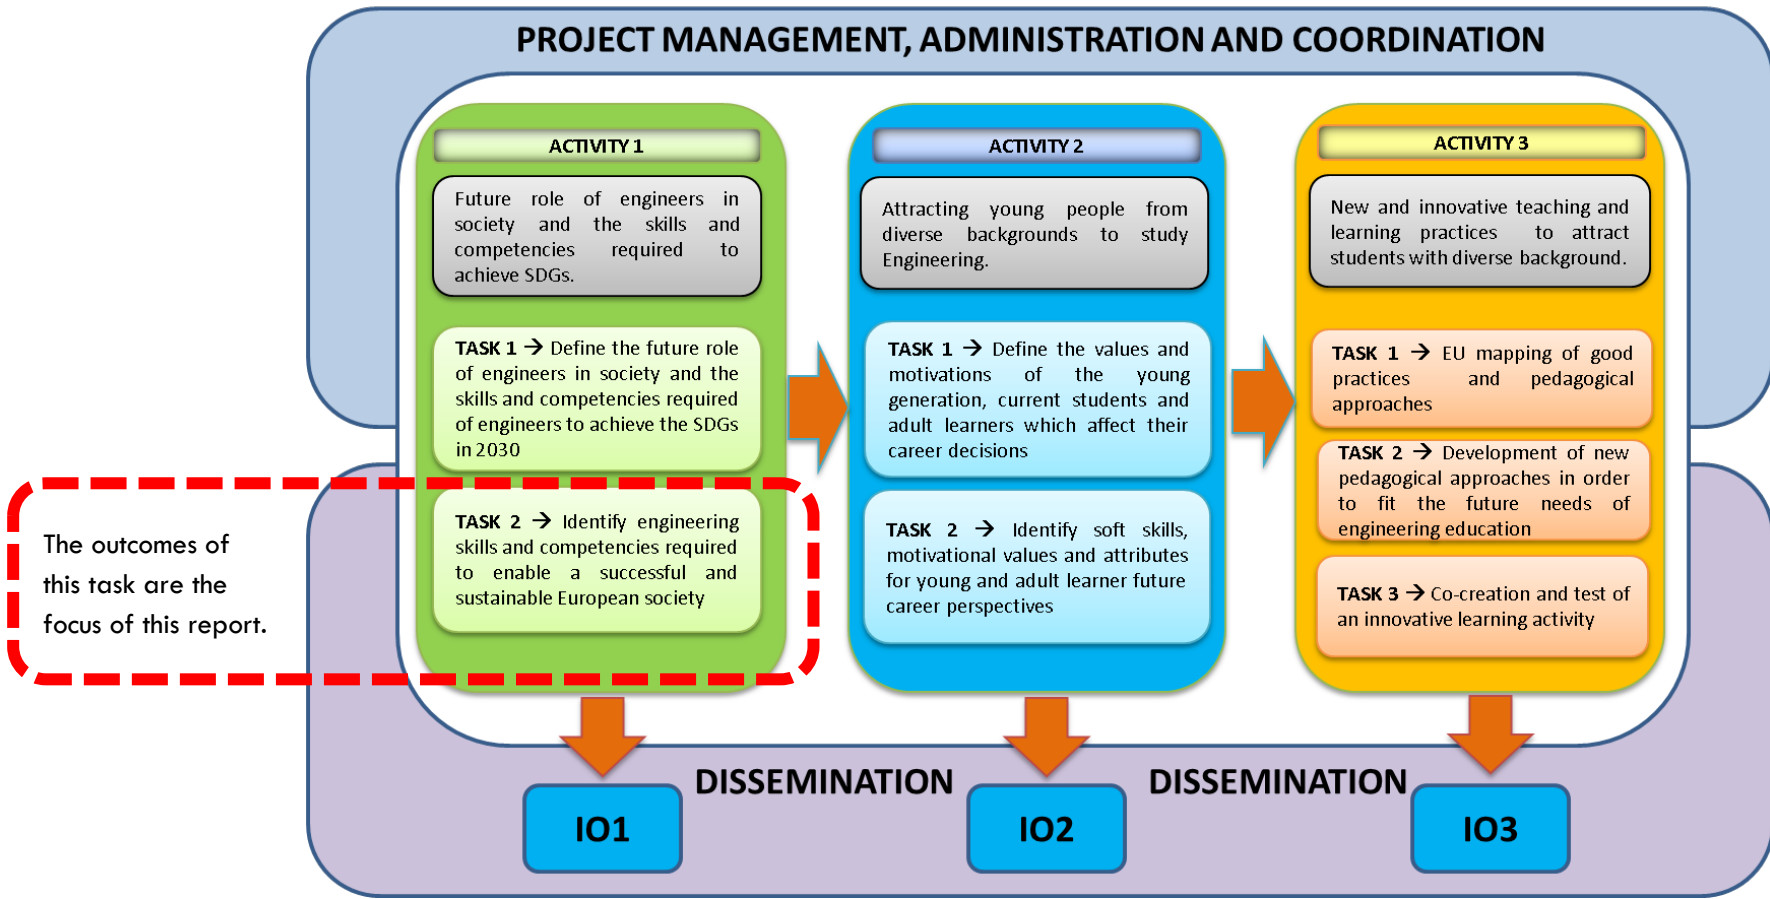 PROJECT MANAGEMENT, ADMINISTRATION AND COORDINATION
ACTIVITY 1
Future role of engineers in
society and the skills and
competencies required to
achieve SDGs.
TASK 1 → Define the future role
of engineers in society and the
skills and competencies required
of engineers to achieve the SDGs
in 2030
TASK 2 → Identify engineering
skills and competencies required
to enable a successful and
sustainable European society
The outcomes of
this task are the
focus of this report.
ACTIVITY 2
Attracting young people from
diverse backgrounds to study
Engineering.
TASK 1 → Define the values and
motivations of the young
generation, current students and
adult learners which affect their
career decisions
TASK 2 → Identify soft skills,
motivational values and attributes
for young and adult learner future
career perspectives
ACTIVITY 3
New and innovative teaching and
learning practices to attract
students with diverse background.
TASK 1 → EU mapping of good
practices and pedagogical
approaches
TASK 2 → Development of new
pedagogical approaches in order
to fit the future needs of
engineering education
TASK 3 → Co-creation and test of
an innovative learning activity
DISSEMINATION
DISSEMINATION
IO1
IO2
IO3